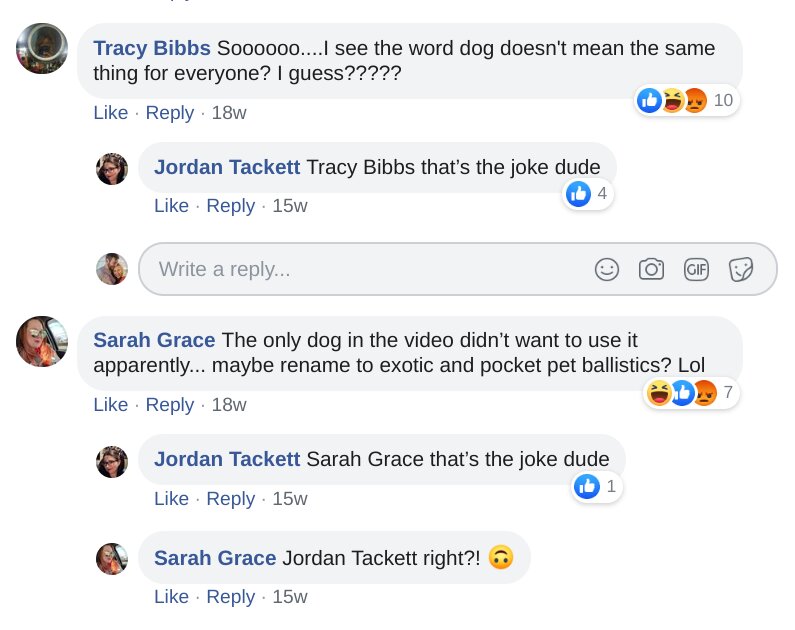 Tracy Bibbs Soooooo....I see the word dog doesn't mean the same
thing for everyone? I guess?????
10
Like · Reply · 18w
Jordan Tackett Tracy Bibbs that’s the joke dude
4
Like · Reply · 15w
Write a reply...
GIF
Sarah Grace The only dog in the video didn’t want to use it
apparently... maybe rename to exotic and pocket pet ballistics? Lol
7
Like · Reply · 18w
Jordan Tackett Sarah Grace that’s the joke dude
1
Like · Reply · 15w
Sarah Grace Jordan Tackett right?! 🙃
Like · Reply · 15w